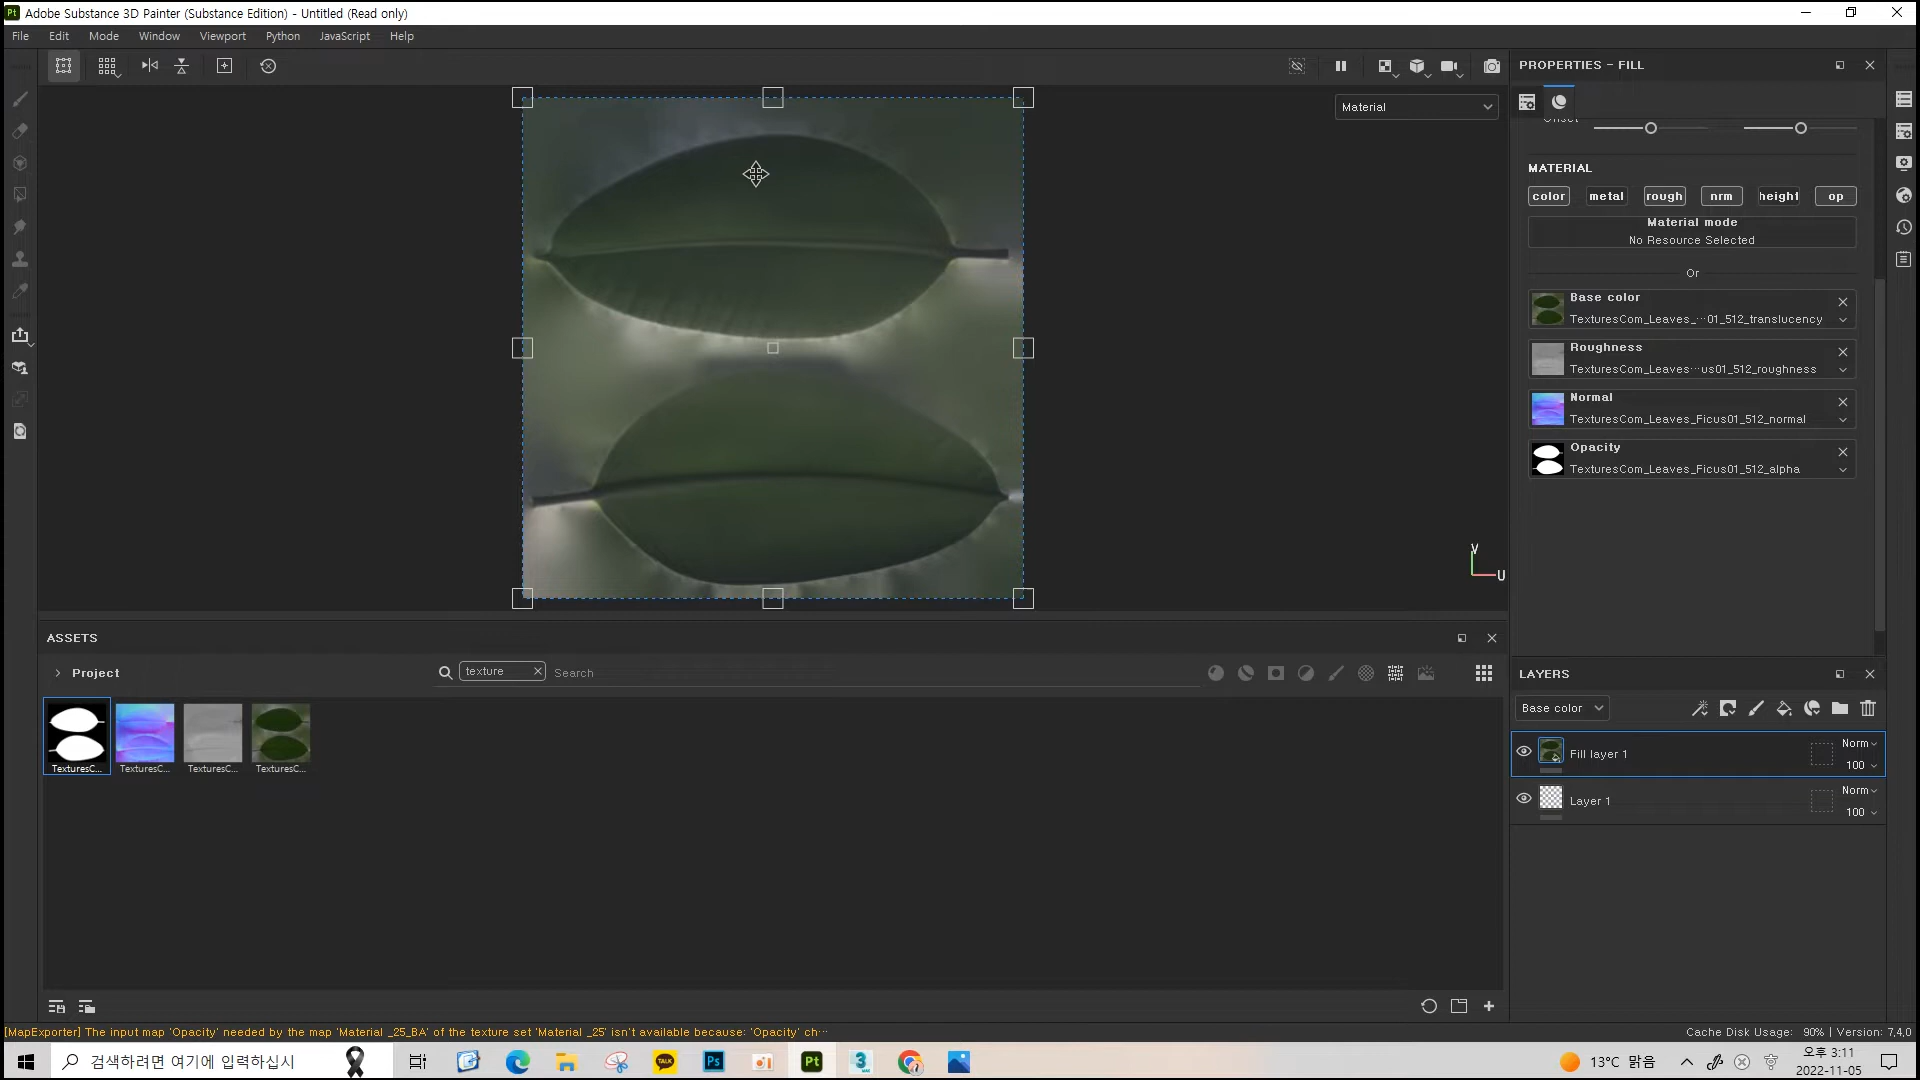 Adobe Substance 3D Painter (Substance Edition) - Untitled (Read only)
File Edit Mode Window Viewport Python JavaScript Help
Material
V
U
PROPERTIES - FILL
MATERIAL
color metal rough nrm height op
Material mode
No Resource Selected
Or
Base color
TexturesCom_Leaves_···01_512_translucency
Roughness
TexturesCom_Leaves···us01_512_roughness
Normal
TexturesCom_Leaves_Ficus01_512_normal
Opacity
TexturesCom_Leaves_Ficus01_512_alpha
ASSETS
Project
texture Search
TexturesC... TexturesC... TexturesC... TexturesC...
LAYERS
Base color
Fill layer 1
Norm
100
Layer 1
Norm
100
[MapExporter] The input map 'Opacity' needed by the map 'Material _25_BA' of the texture set 'Material _25' isn't available because: 'Opacity' ch···
Cache Disk Usage: 90% | Version: 7.4.0
검색하려면 여기에 입력하십시
TALK
Ps
Pt
3
13°C 맑음
오후 3:11
2022-11-05